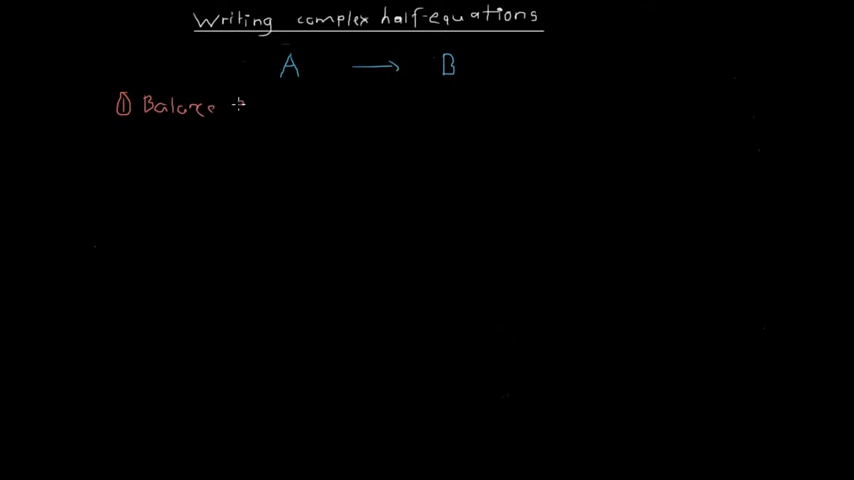 Writing complex half-equations
A → B
① Balance